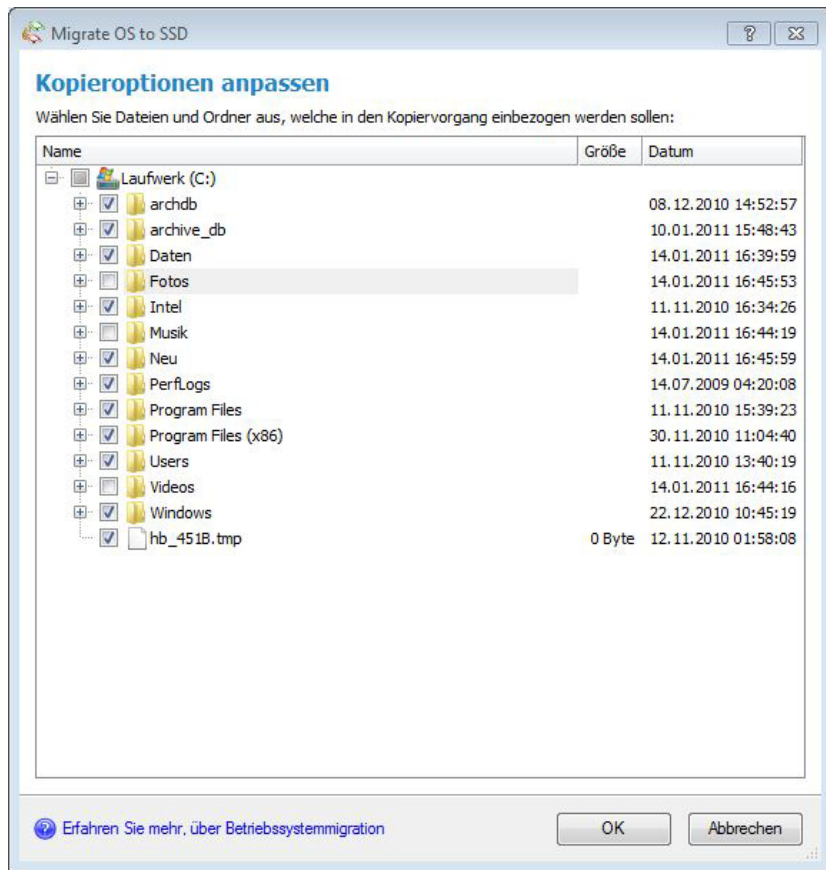 Migrate OS to SSD
Kopieroptionen anpassen
Wählen Sie Dateien und Ordner aus, welche in den Kopiervorgang einbezogen werden sollen:
Name Größe Datum
Laufwerk (C:)
archdb 08.12.2010 14:52:57
archive_db 10.01.2011 15:48:43
Daten 14.01.2011 16:39:59
Fotos 14.01.2011 16:45:53
Intel 11.11.2010 16:34:26
Musik 14.01.2011 16:44:19
Neu 14.01.2011 16:45:59
PerfLogs 14.07.2009 04:20:08
Program Files 11.11.2010 15:39:23
Program Files (x86) 30.11.2010 11:04:40
Users 11.11.2010 13:40:19
Videos 14.01.2011 16:44:16
Windows 22.12.2010 10:45:19
hb_451B.tmp 0 Byte 12.11.2010 01:58:08
Erfahren Sie mehr, über Betriebssystemmigration OK Abbrechen